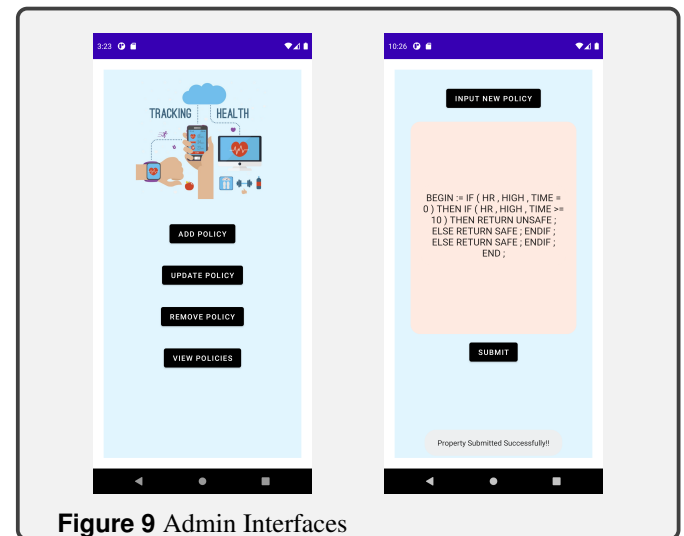 3:23
TRACKING HEALTH
ADD POLICY
UPDATE POLICY
REMOVE POLICY
VIEW POLICIES
10:26
INPUT NEW POLICY
BEGIN := IF ( HR , HIGH , TIME =
0 ) THEN IF ( HR , HIGH , TIME >=
10 ) THEN RETURN UNSAFE ;
ELSE RETURN SAFE ; ENDIF ;
ELSE RETURN SAFE ; ENDIF ;
END ;
SUBMIT
Property Submitted Successfully!!
Figure 9 Admin Interfaces